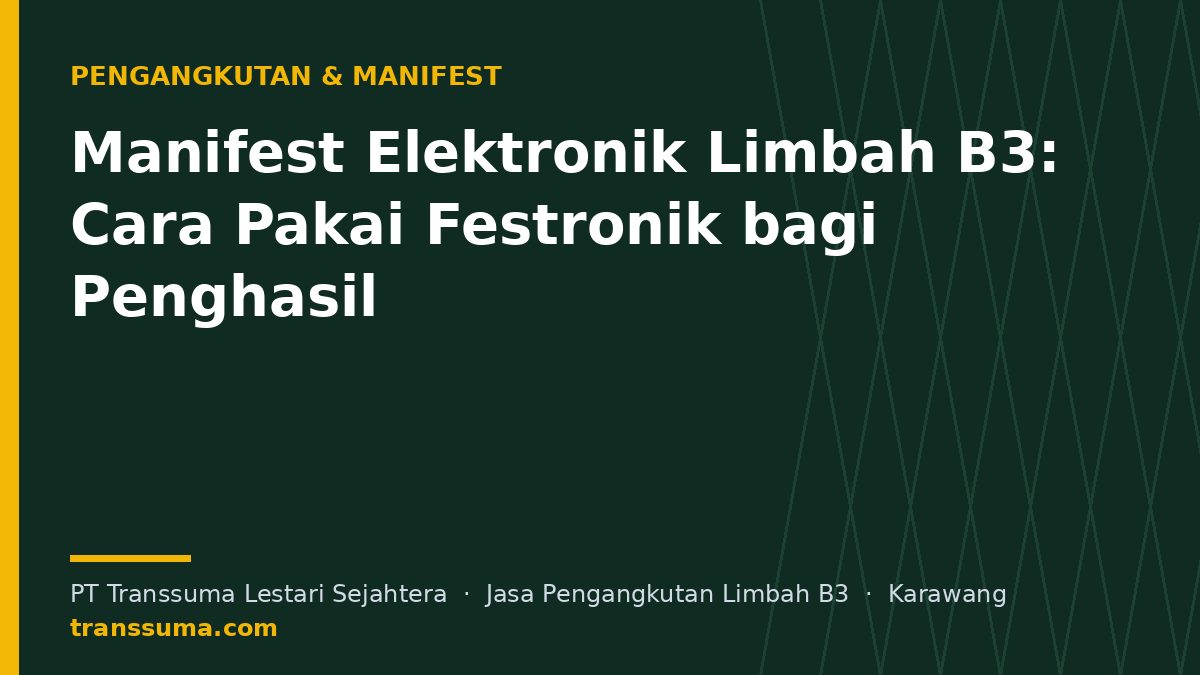 PENGANGKUTAN & MANIFEST
Manifest Elektronik Limbah B3:
Cara Pakai Festronik bagi
Penghasil
PT Transsuma Lestari Sejahtera · Jasa Pengangkutan Limbah B3 · Karawang
transsuma.com